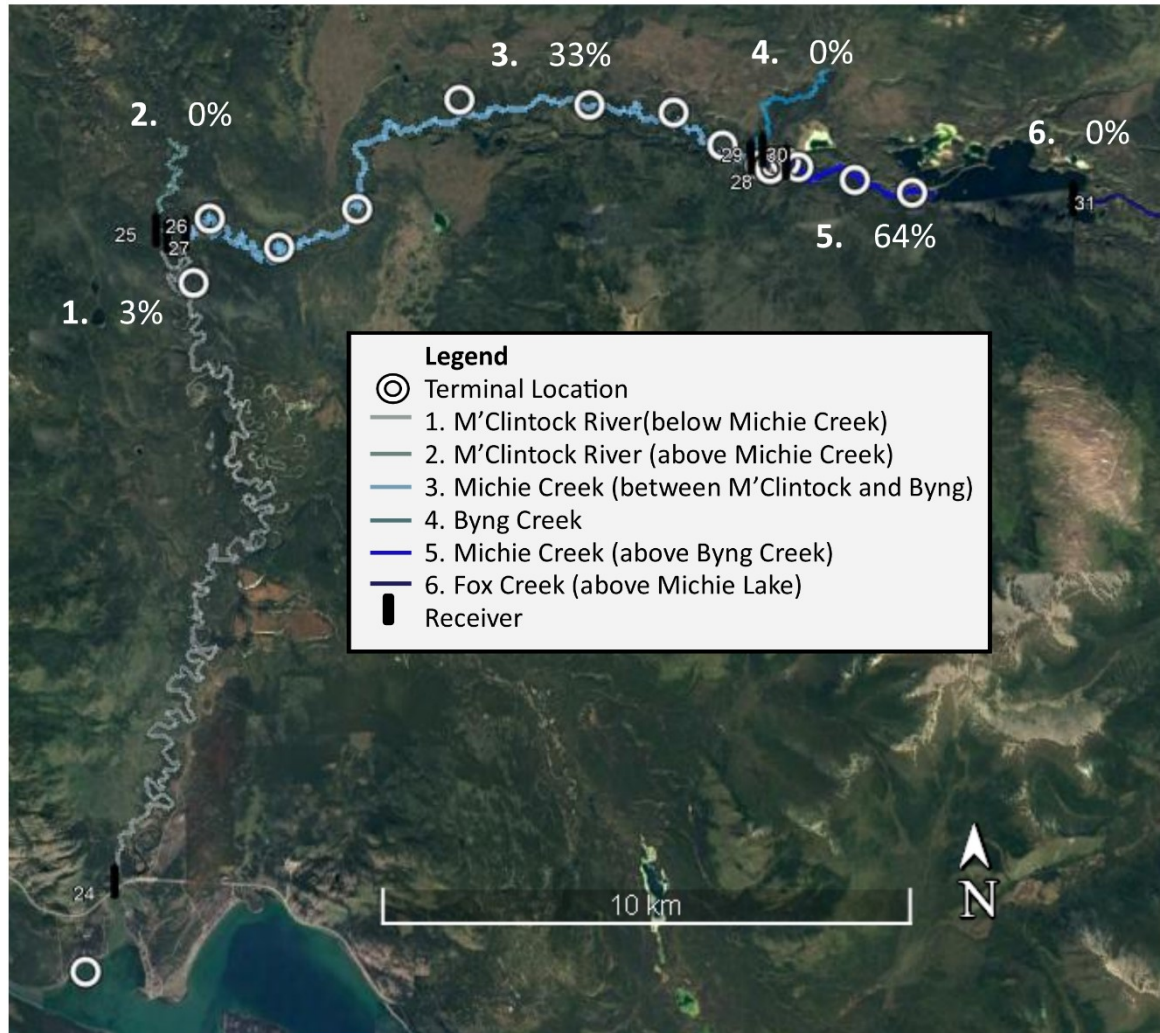 3. 33%
4. 0%
2. 0%
6. 0%
29
30
28
31
25
26
27
5. 64%
1. 3%
Legend
Terminal Location
1. M'Clintock River(below Michie Creek)
2. M'Clintock River (above Michie Creek)
3. Michie Creek (between M'Clintock and Byng)
4. Byng Creek
5. Michie Creek (above Byng Creek)
6. Fox Creek (above Michie Lake)
Receiver
24
10 km
N